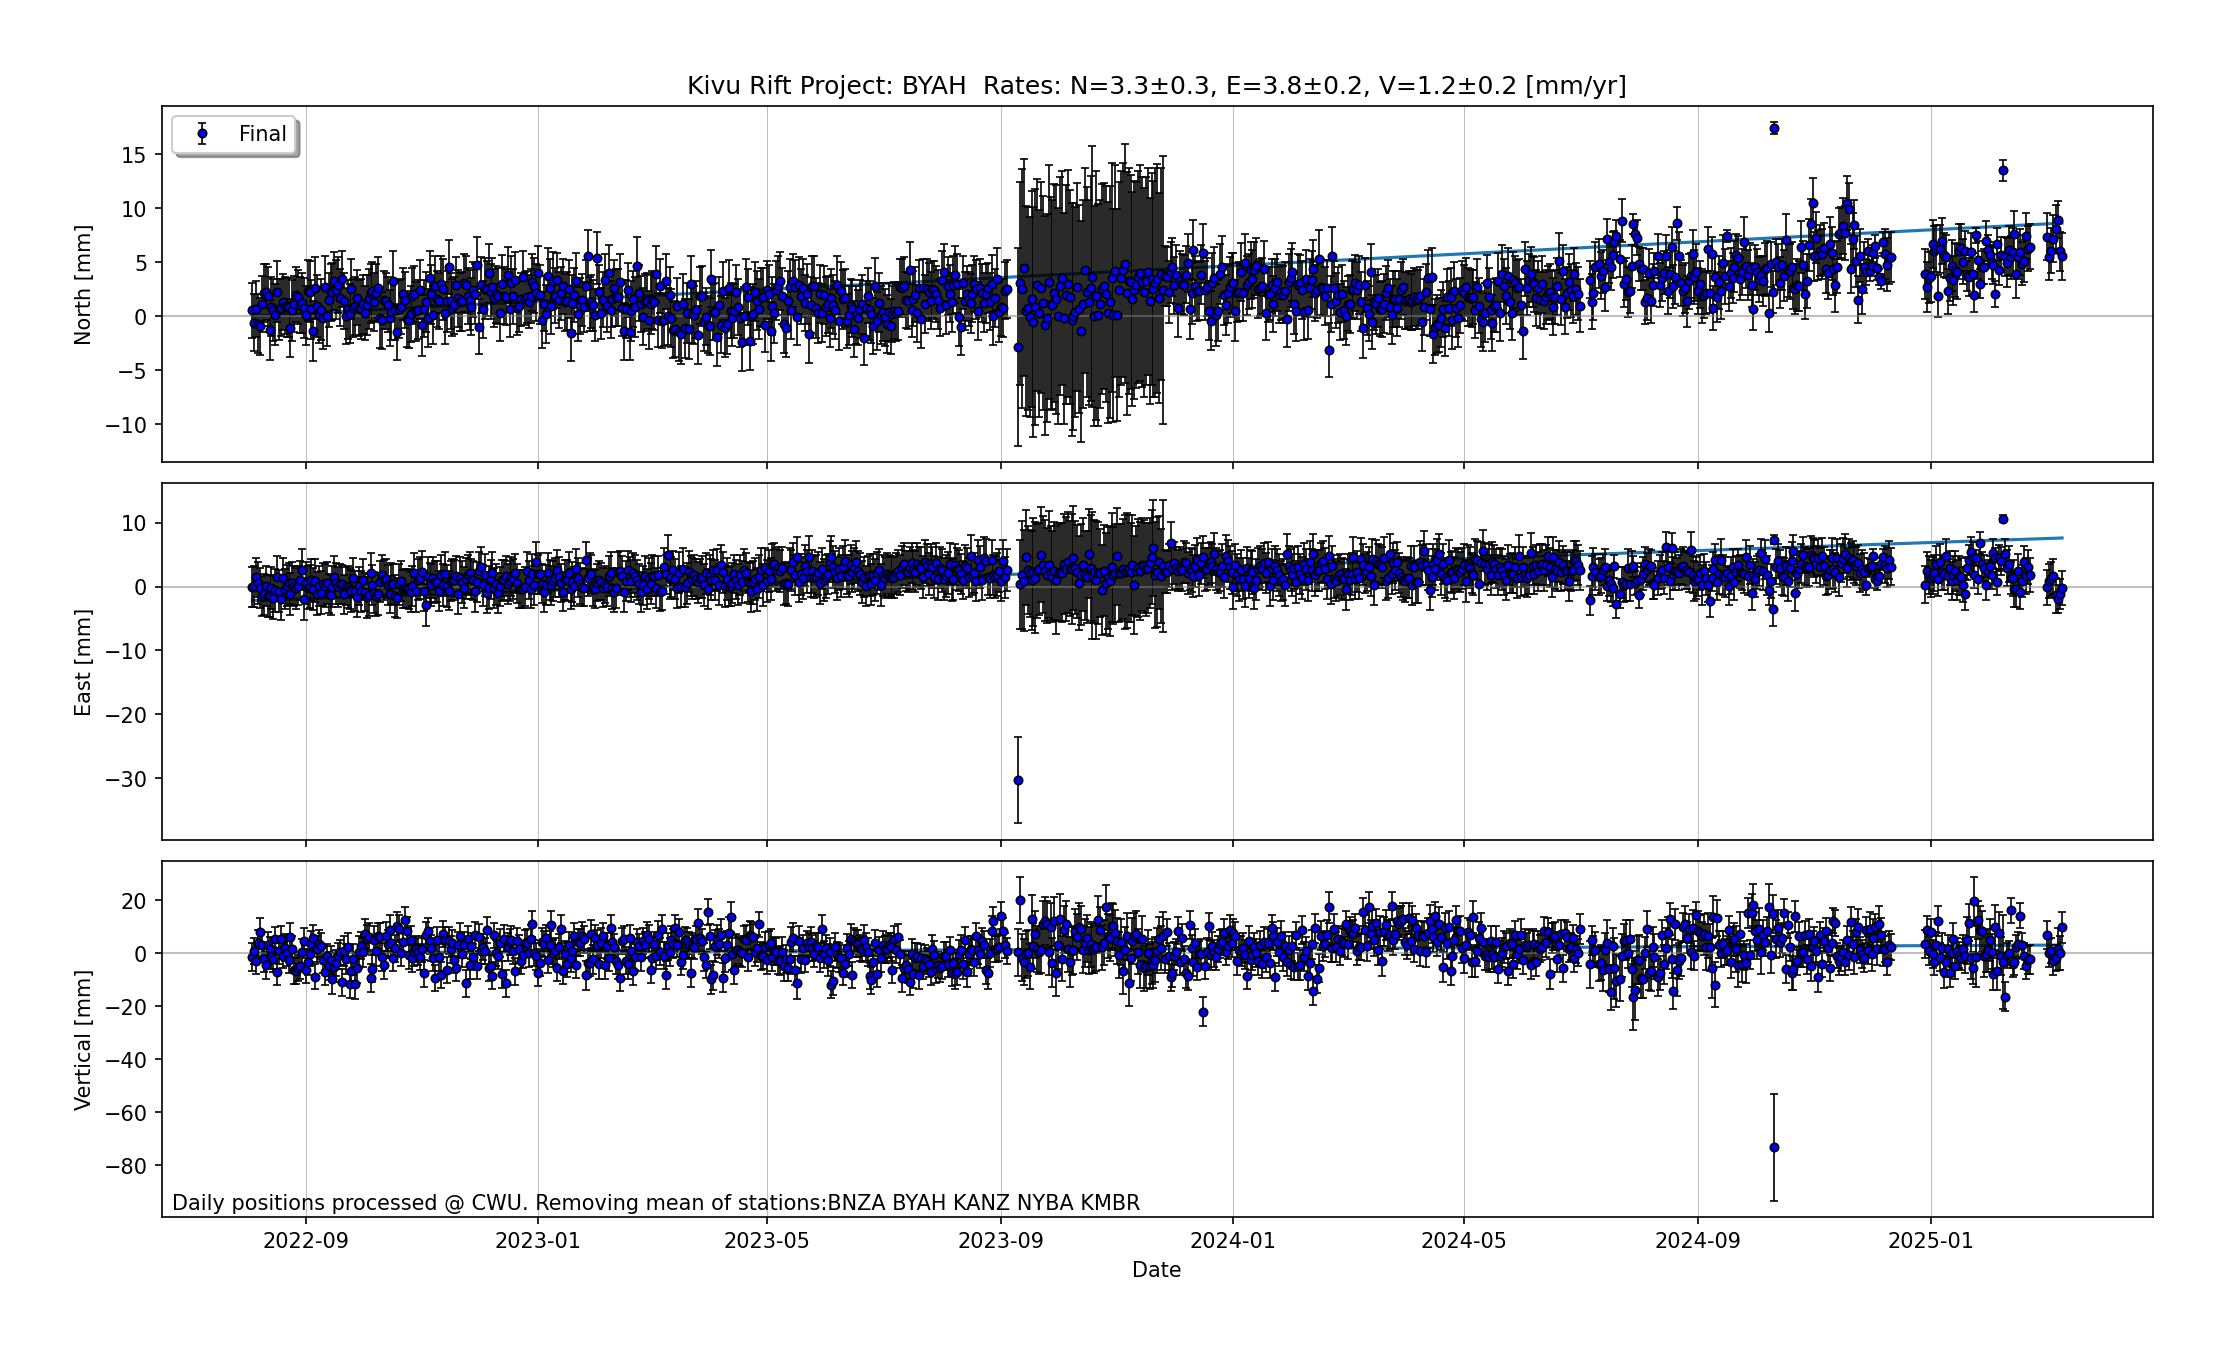 Kivu Rift Project: BYAH  Rates: N=3.3±0.3, E=3.8±0.2, V=1.2±0.2 [mm/yr]
Final
North [mm]
15
10
5
0
−5
−10
East [mm]
10
0
−10
−20
−30
Vertical [mm]
20
0
−20
−40
−60
−80
Daily positions processed @ CWU. Removing mean of stations:BNZA BYAH KANZ NYBA KMBR
2022-09 2023-01 2023-05 2023-09 2024-01 2024-05 2024-09 2025-01
Date